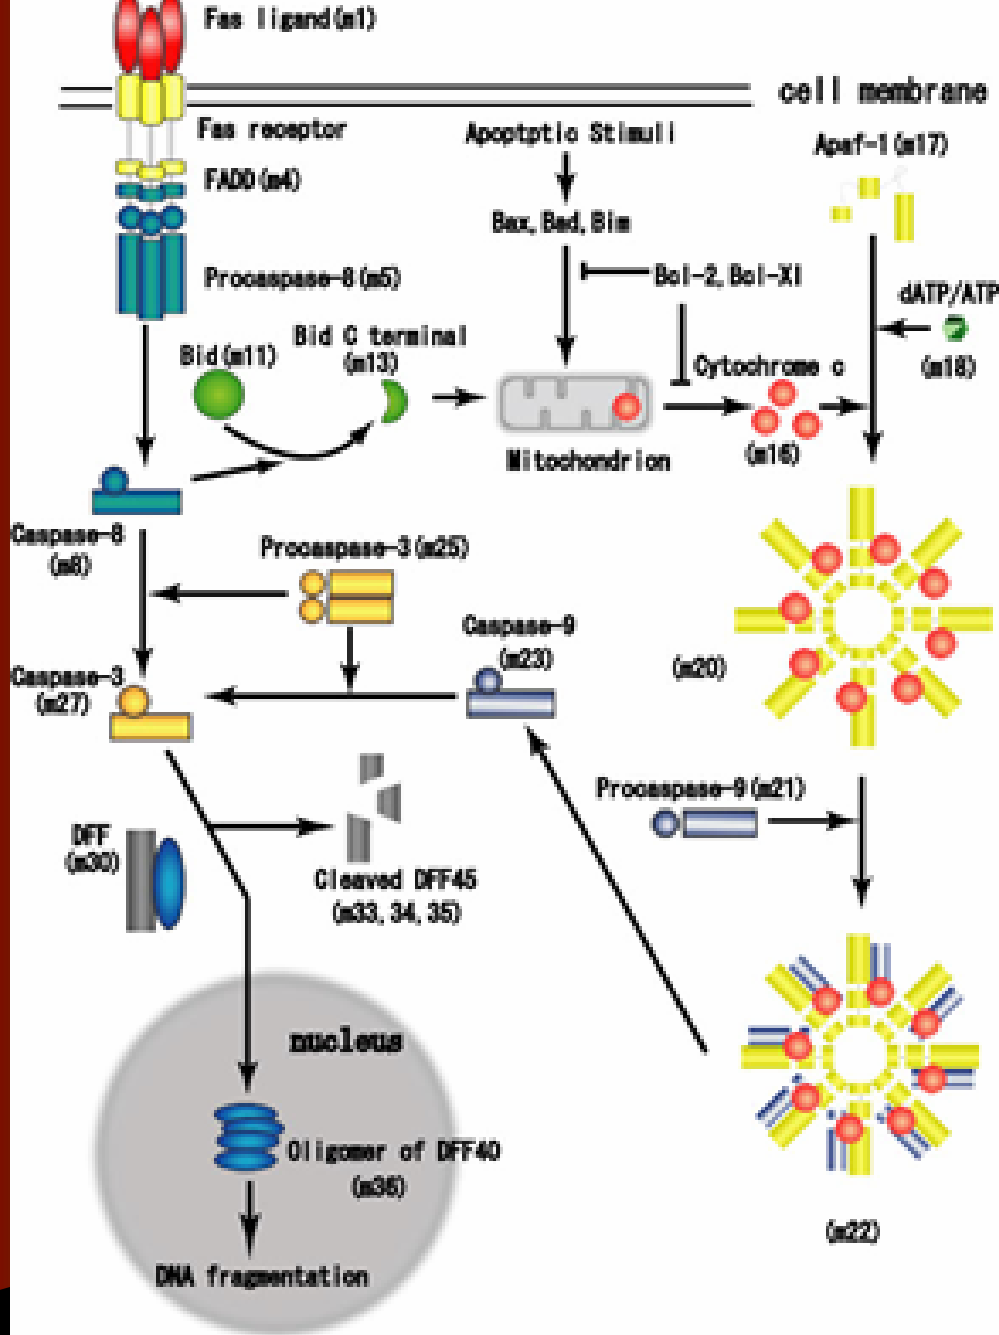 Fas ligand(m1)
cell membrane
Fas receptor
Apoptptic Stimuli
Apaf-1(m17)
FADD(m4)
Bax, Bad, Bim
Procaspase-8(m5)
Bcl-2, Bcl-Xl
dATP/ATP
(m18)
Bid(m11)
Bid C terminal
(m13)
Cytochrome c
(m16)
Mitochondrion
Caspase-8
(m8)
Procaspase-3(m25)
Caspase-9
(m23)
(m20)
Caspase-3
(m27)
Procaspase-9(m21)
DFF
(m30)
Cleaved DFF45
(m33, 34, 35)
nucleus
Oligomer of DFF40
(m36)
(m22)
DNA fragmentation